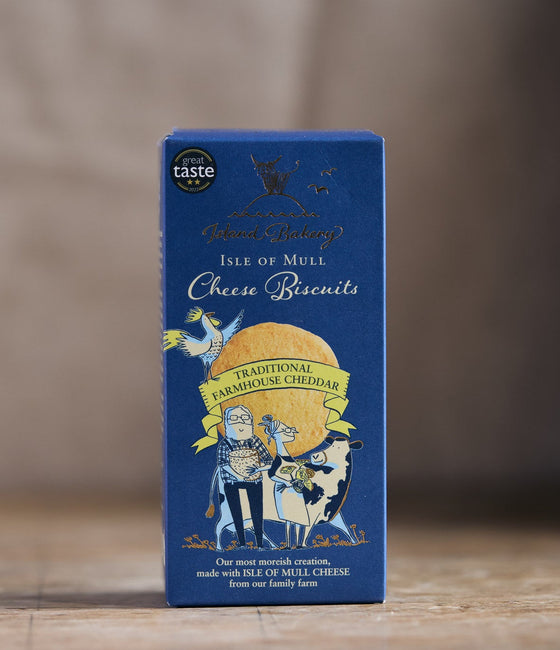 great
taste
Island Bakery
ISLE OF MULL
Cheese Biscuits
TRADITIONAL
FARMHOUSE CHEDDAR
Our most moreish creation,
made with ISLE OF MULL CHEESE
from our family farm